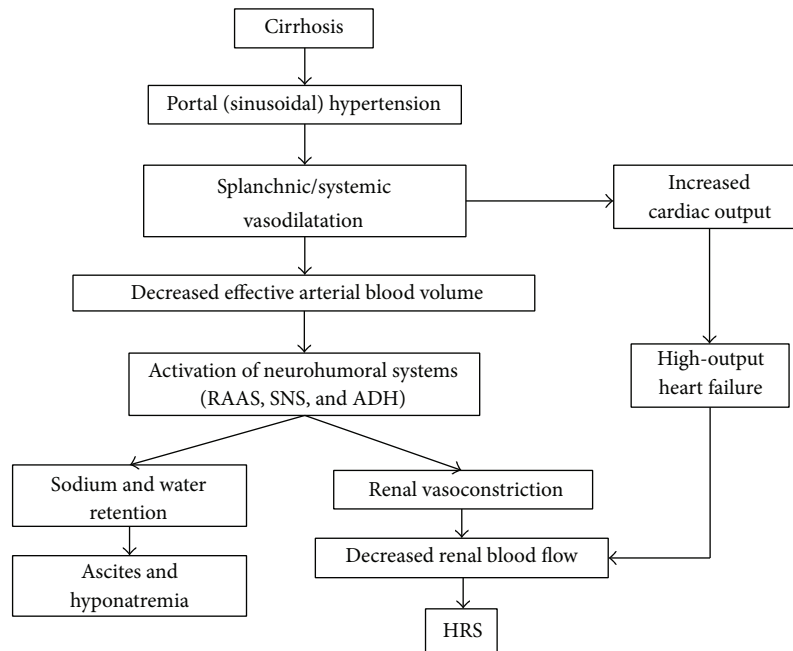 Cirrhosis
Portal (sinusoidal) hypertension
Splanchnic/systemic
vasodilatation
Increased
cardiac output
Decreased effective arterial blood volume
Activation of neurohumoral systems
(RAAS, SNS, and ADH)
High-output
heart failure
Sodium and water
retention
Renal vasoconstriction
Decreased renal blood flow
Ascites and
hyponatremia
HRS